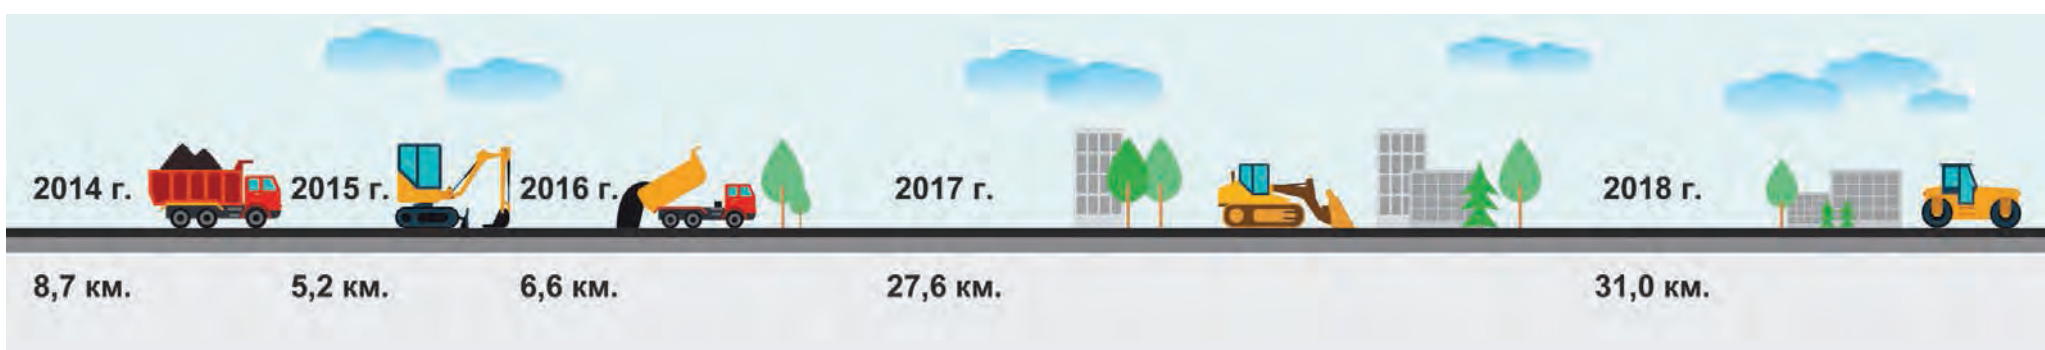 2014 г. 2015 г. 2016 г. 2017 г. 2018 г.
8,7 км. 5,2 км. 6,6 км. 27,6 км. 31,0 км.